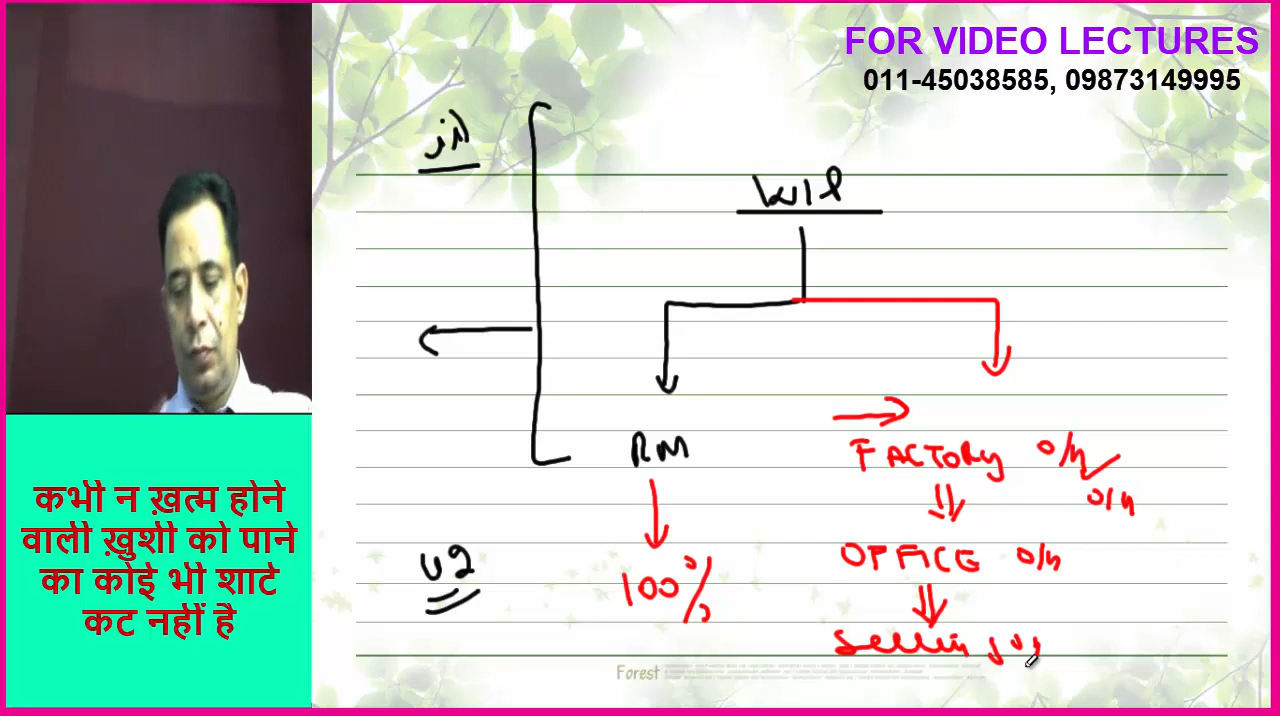 FOR VIDEO LECTURES
011-45038585, 09873149995
WIP
RM
FACTORY O/H
O/H
OFFICE O/H
100%
कभी न ख़त्म होने
वाली ख़ुशी को पाने
का कोई भी शार्ट
कट नहीं है
Forest